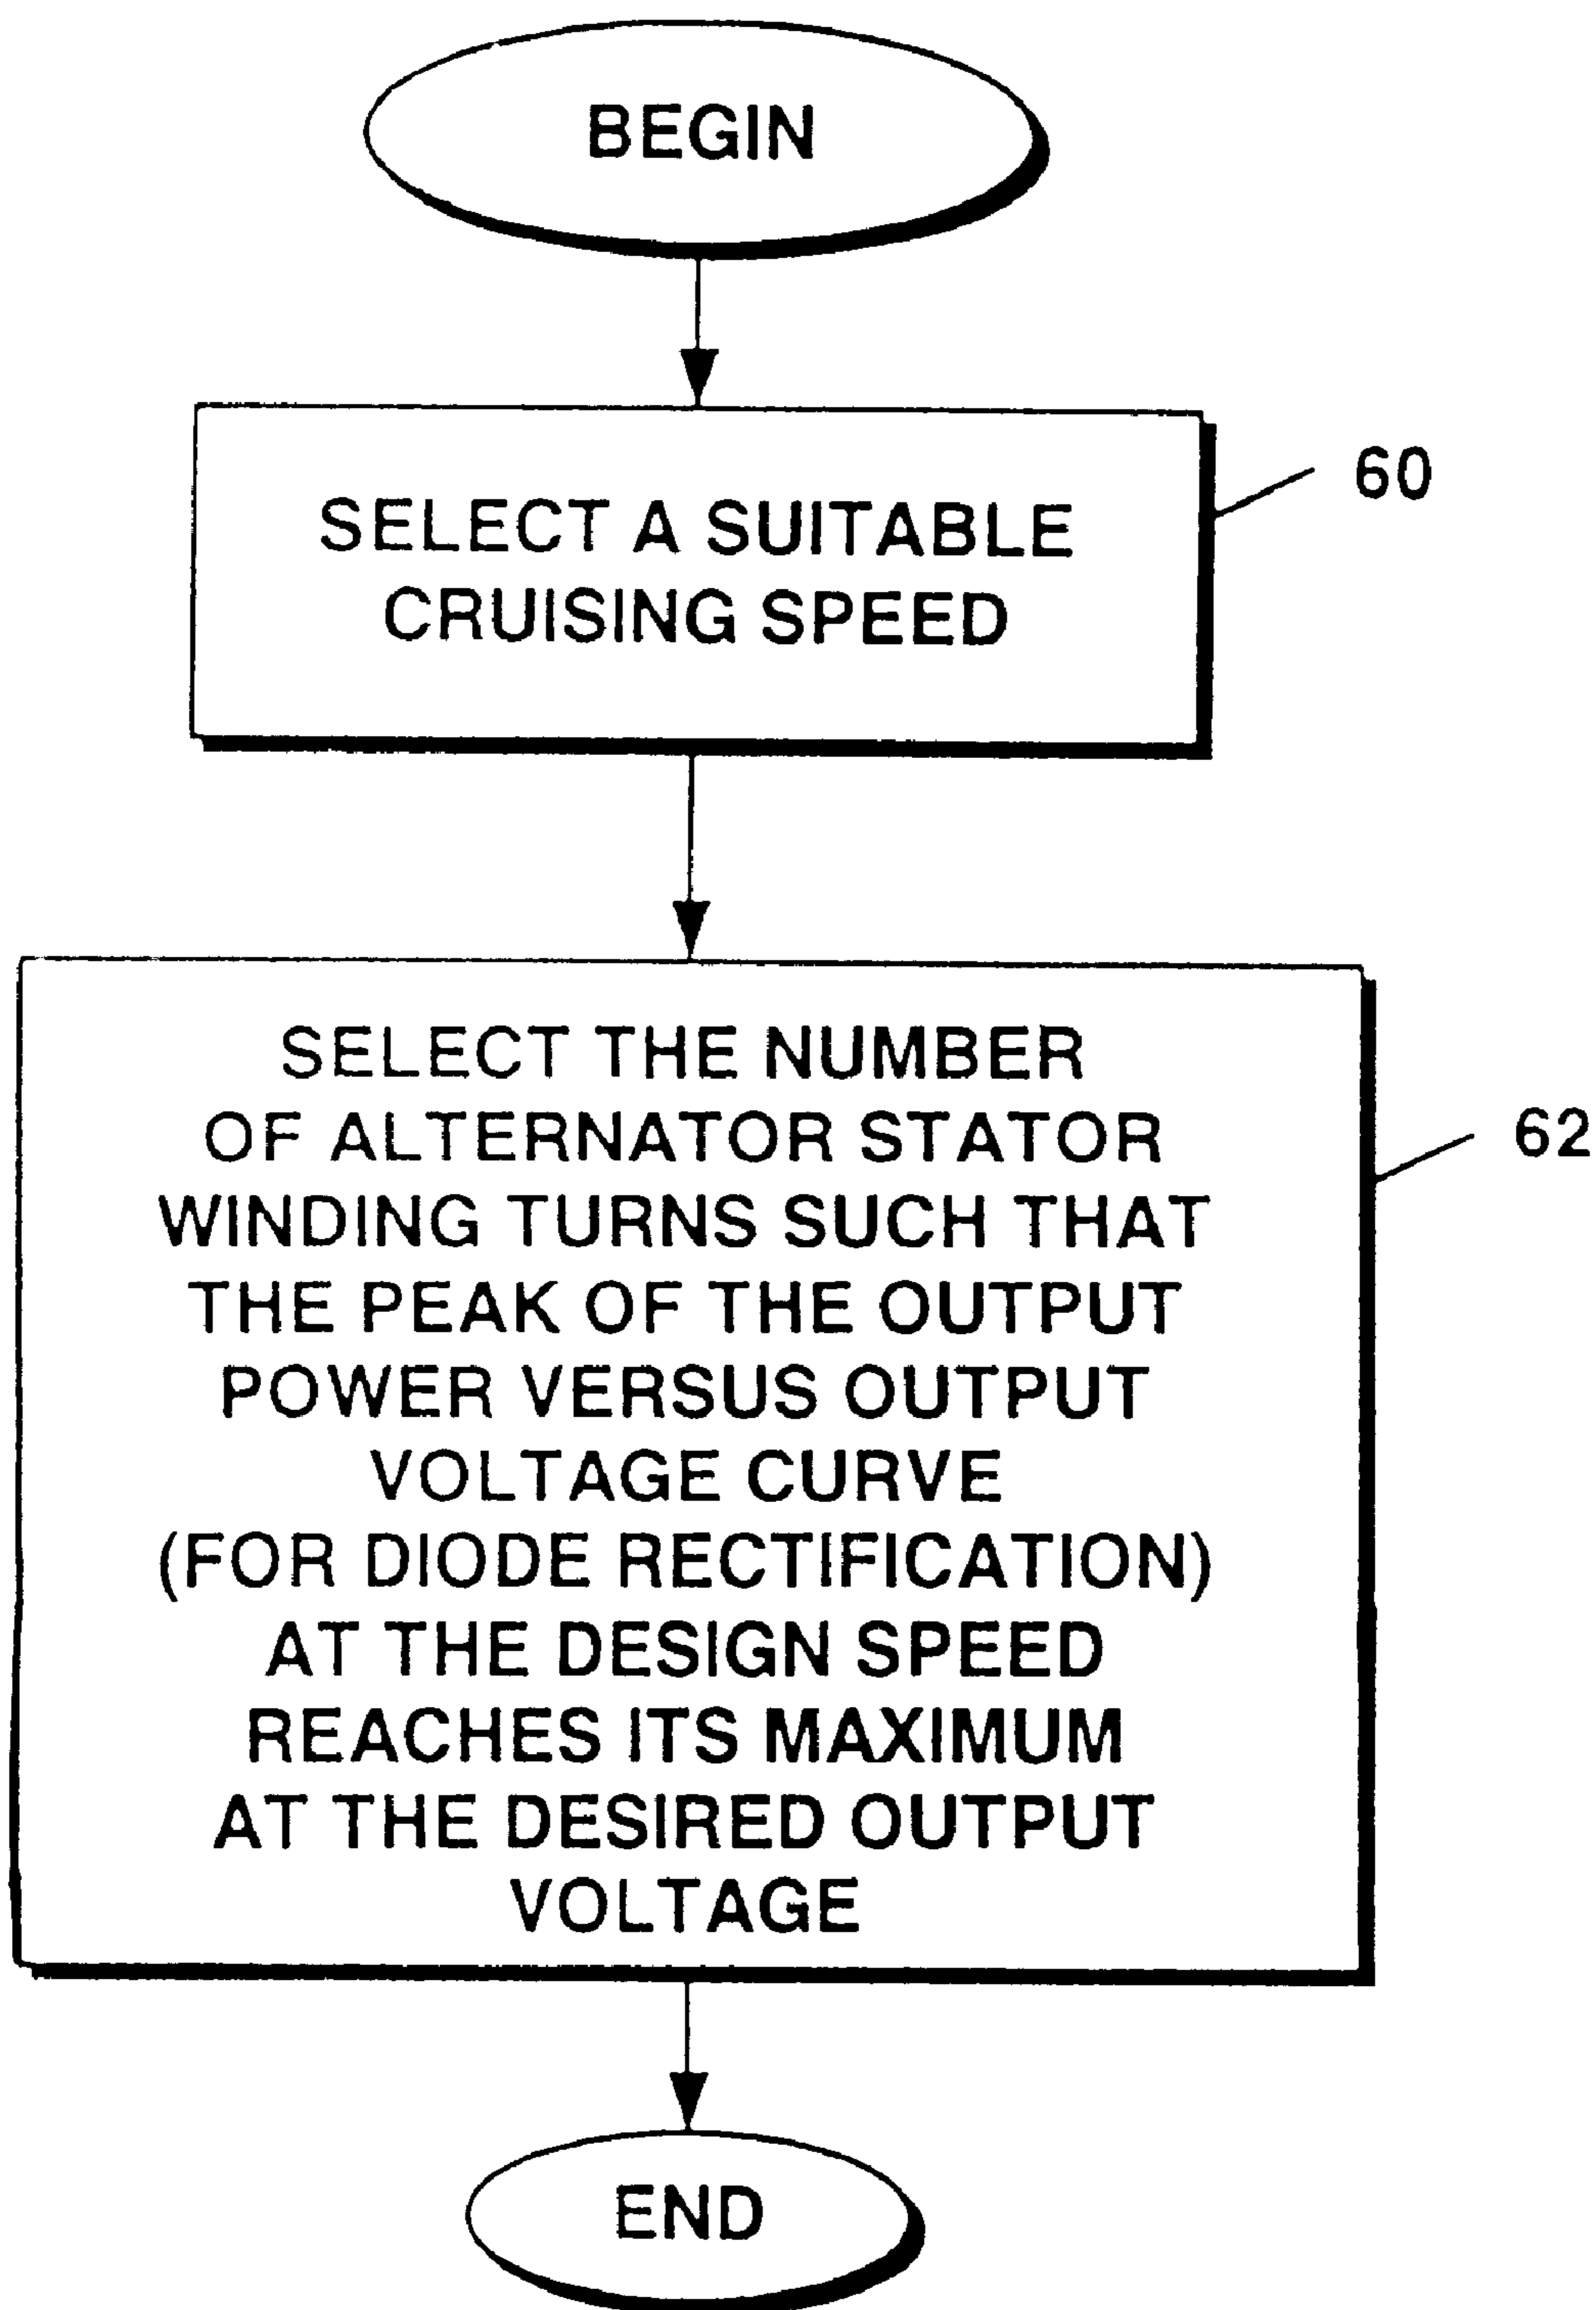 BEGIN
SELECT A SUITABLE
CRUISING SPEED
60
SELECT THE NUMBER
OF ALTERNATOR STATOR
WINDING TURNS SUCH THAT
THE PEAK OF THE OUTPUT
POWER VERSUS OUTPUT
VOLTAGE CURVE
(FOR DIODE RECTIFICATION)
AT THE DESIGN SPEED
REACHES ITS MAXIMUM
AT THE DESIRED OUTPUT
VOLTAGE
62
END